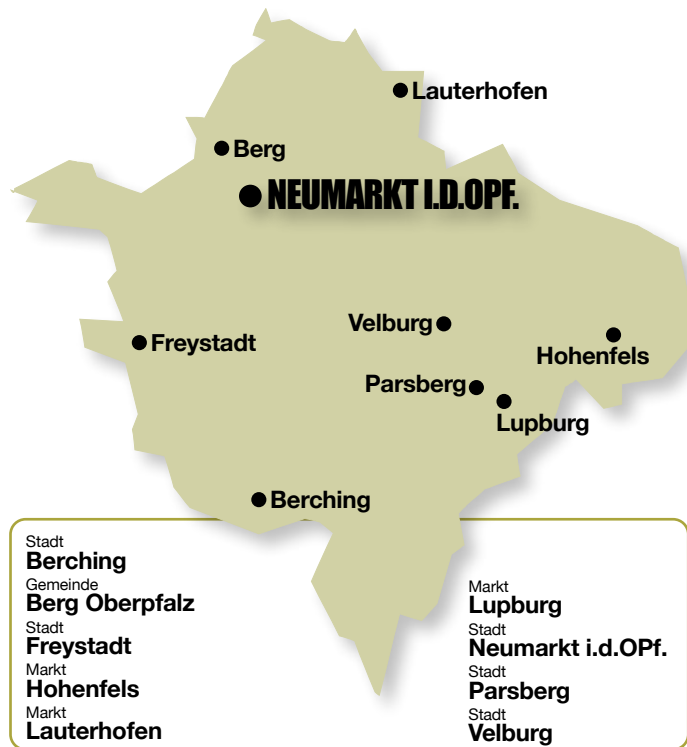 Lauterhofen
Berg
NEUMARKT I.D.OPF.
Velburg
Freystadt
Hohenfels
Parsberg
Lupburg
Berching
Stadt
Berching
Gemeinde
Berg Oberpfalz
Stadt
Freystadt
Markt
Hohenfels
Markt
Lauterhofen
Markt
Lupburg
Stadt
Neumarkt i.d.OPf.
Stadt
Parsberg
Stadt
Velburg